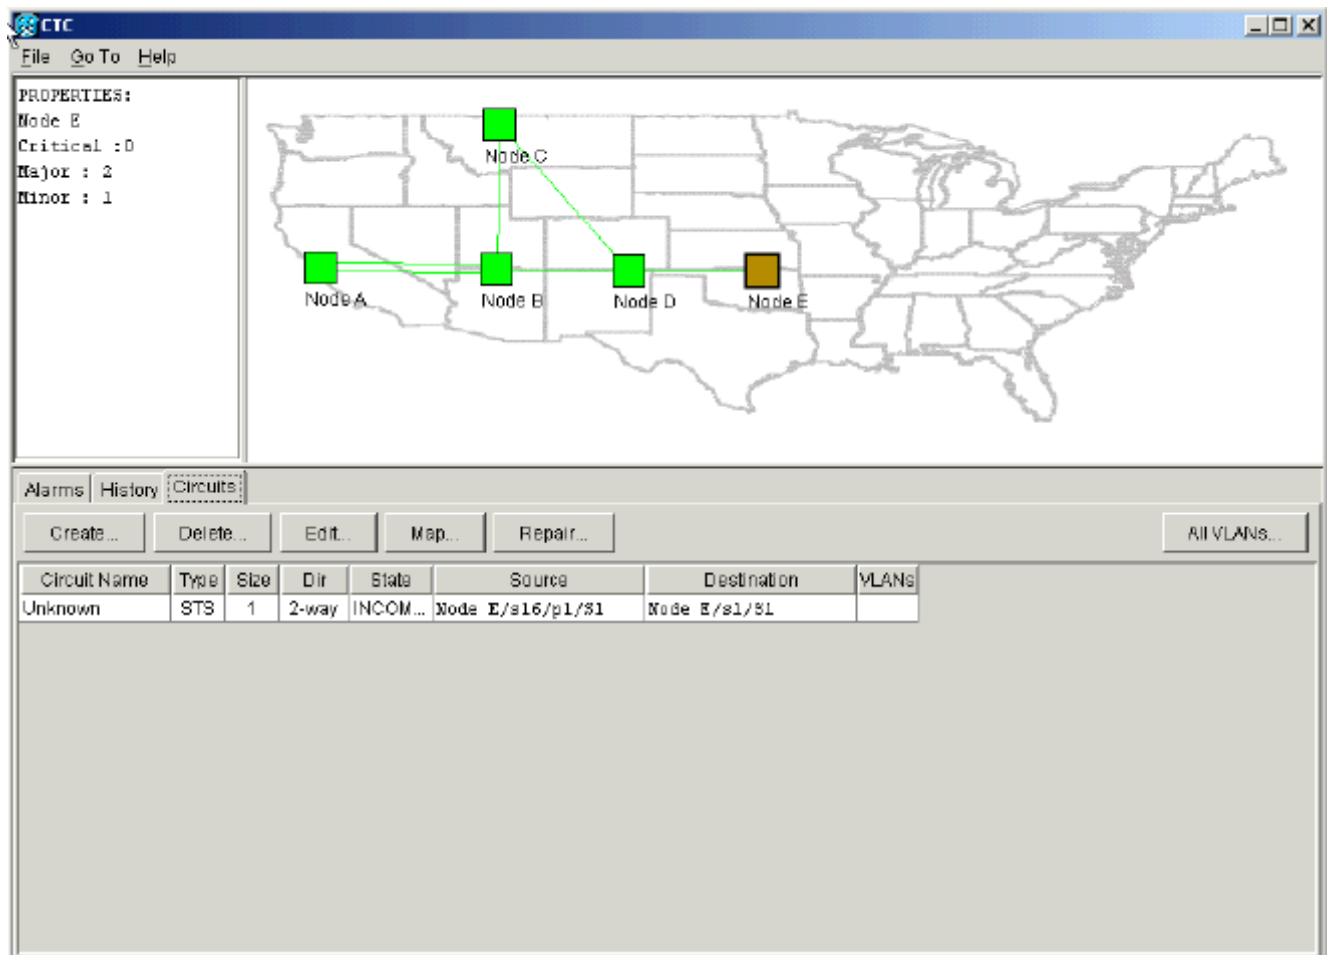 CTC
File Go To Help
PROPERTIES:
Node E
Critical :0
Major : 2
Minor : 1
Node C
Node A
Node B
Node D
Node E
Alarms History Circuits
Create... Delete... Edit... Map... Repair... All VLANs...
Circuit Name Type Size Dir State Source Destination VLANs
Unknown STS 1 2-way INCOM... Node E/s16/p1/S1 Node E/s1/S1